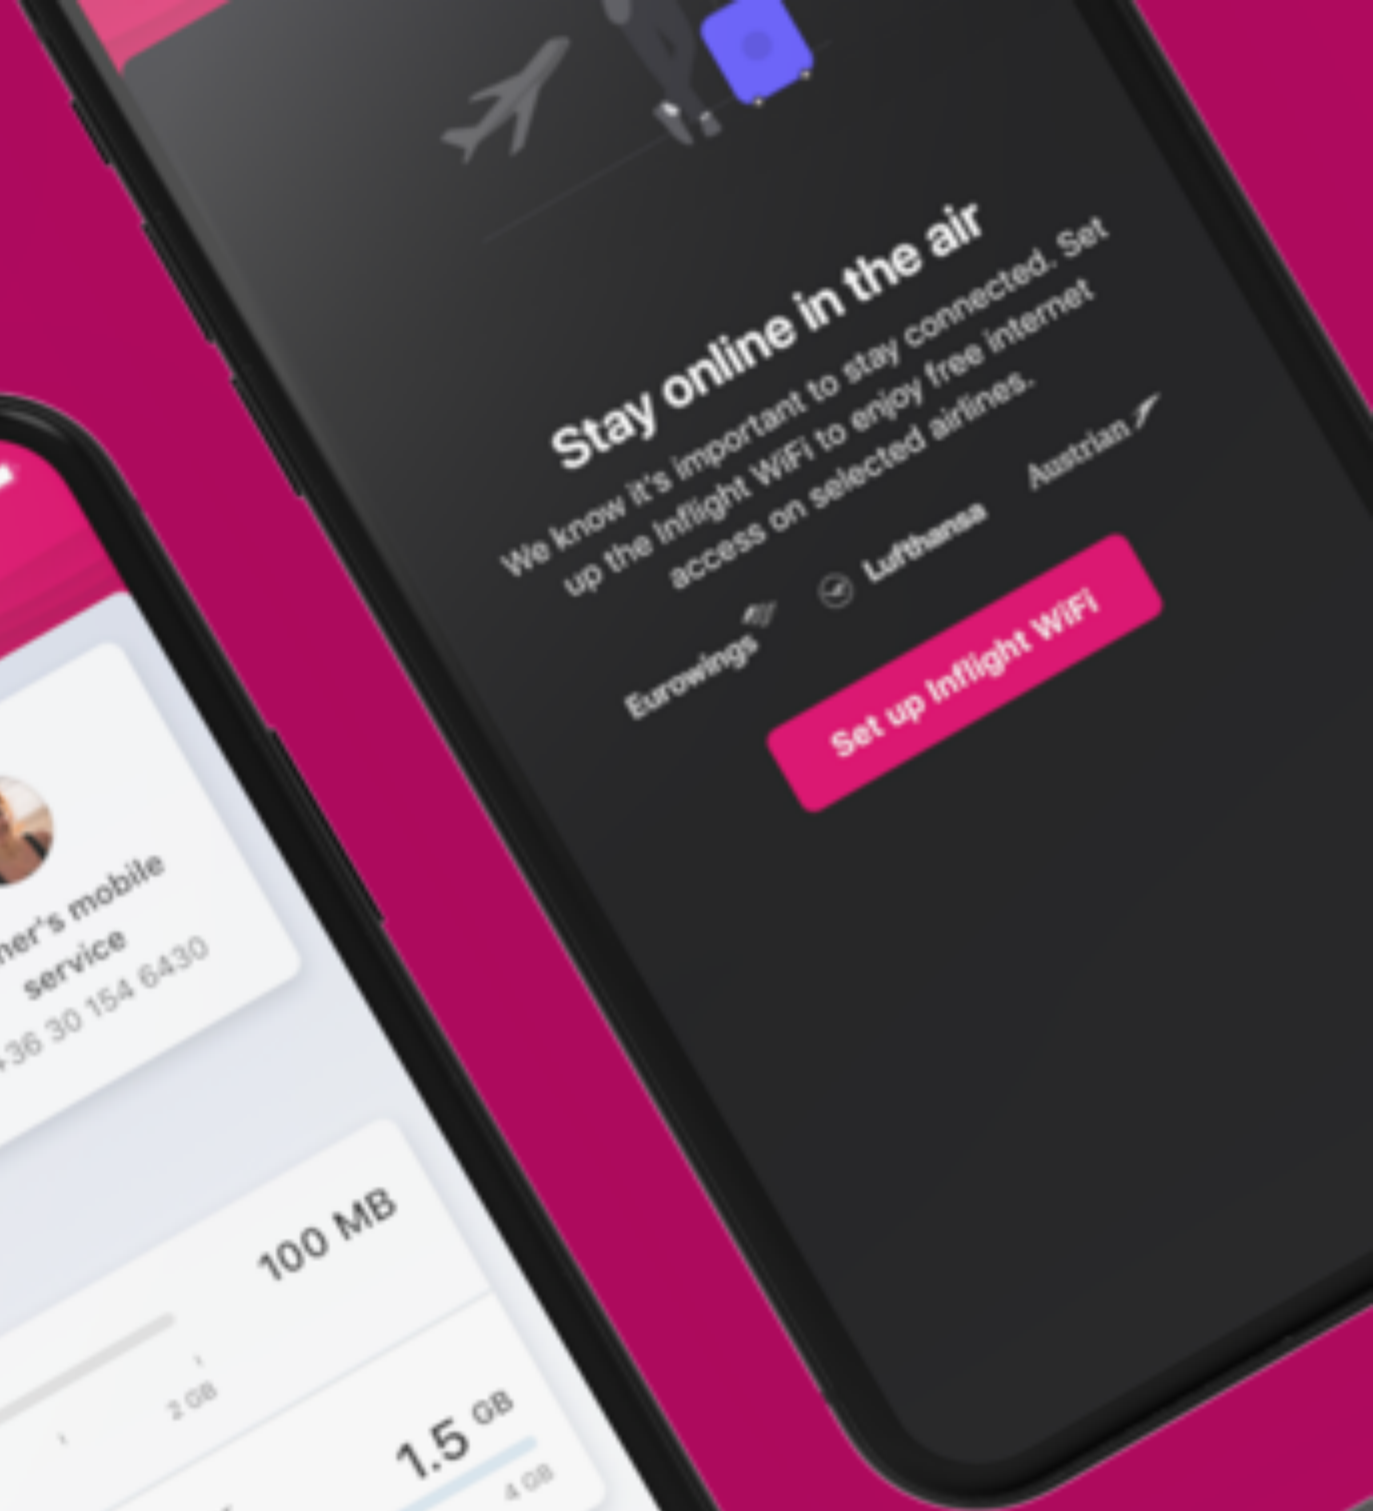 Stay online in the air
We know it's important to stay connected. Set
up the Inflight WiFi to enjoy free internet
access on selected airlines.
Eurowings
Lufthansa
Austrian
Set up Inflight WiFi
mobile
service
36 30 154 6430
100 MB
2 GB
1.5 GB
4 GB